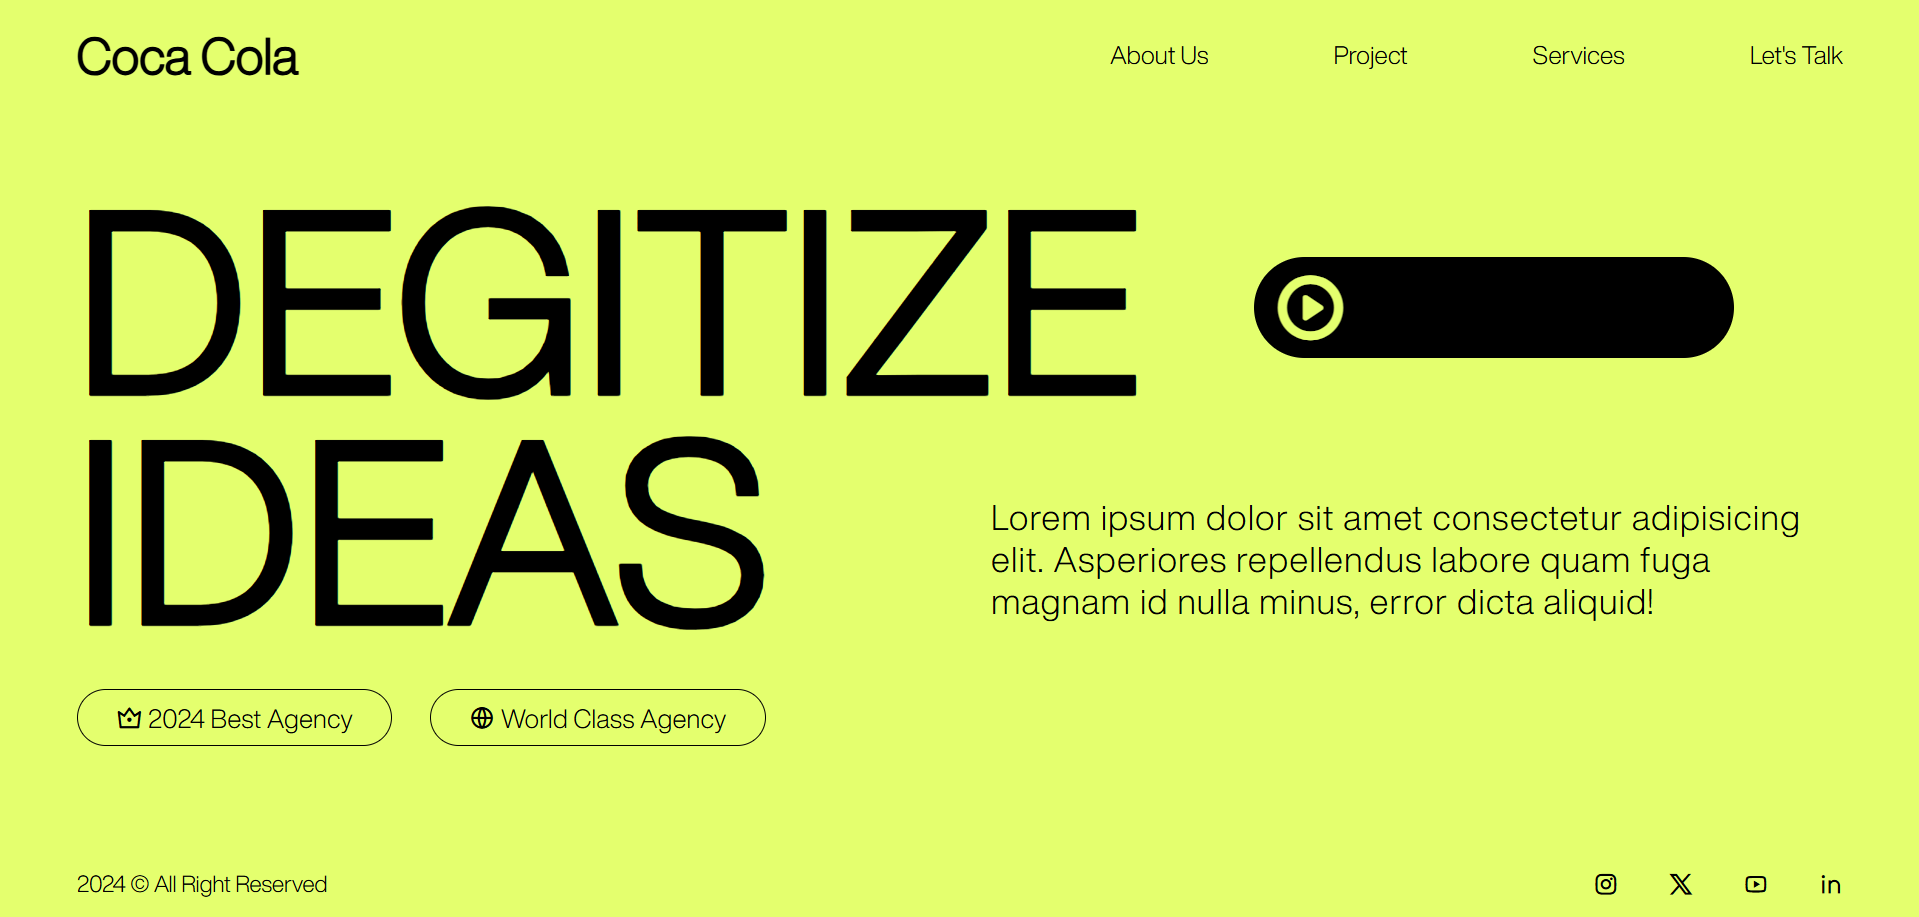 Coca Cola
About Us
Project
Services
Let's Talk
DEGITIZE
IDEAS
Lorem ipsum dolor sit amet consectetur adipisicing
elit. Asperiores repellendus labore quam fuga
magnam id nulla minus, error dicta aliquid!
2024 Best Agency
World Class Agency
2024 © All Right Reserved